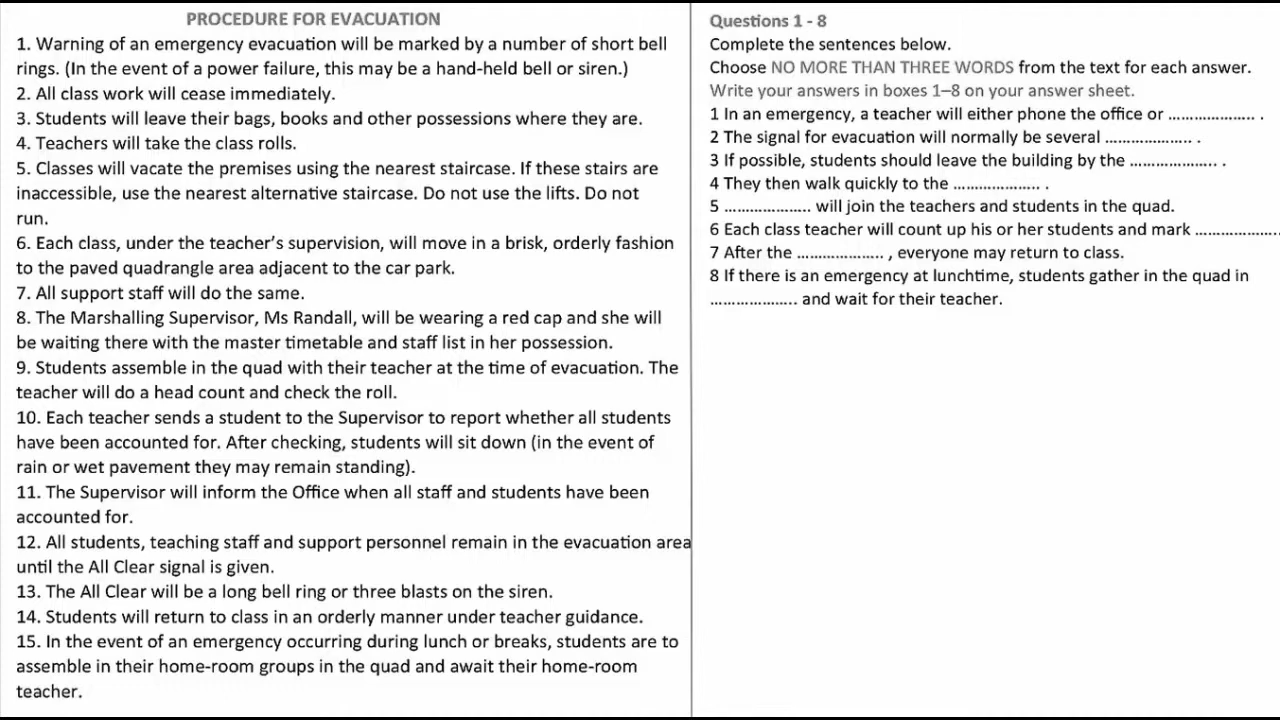 PROCEDURE FOR EVACUATION
1. Warning of an emergency evacuation will be marked by a number of short bell
rings. (In the event of a power failure, this may be a hand-held bell or siren.)
2. All class work will cease immediately.
3. Students will leave their bags, books and other possessions where they are.
4. Teachers will take the class rolls.
5. Classes will vacate the premises using the nearest staircase. If these stairs are
inaccessible, use the nearest alternative staircase. Do not use the lifts. Do not
run.
6. Each class, under the teacher’s supervision, will move in a brisk, orderly fashion
to the paved quadrangle area adjacent to the car park.
7. All support staff will do the same.
8. The Marshalling Supervisor, Ms Randall, will be wearing a red cap and she will
be waiting there with the master timetable and staff list in her possession.
9. Students assemble in the quad with their teacher at the time of evacuation. The
teacher will do a head count and check the roll.
10. Each teacher sends a student to the Supervisor to report whether all students
have been accounted for. After checking, students will sit down (in the event of
rain or wet pavement they may remain standing).
11. The Supervisor will inform the Office when all staff and students have been
accounted for.
12. All students, teaching staff and support personnel remain in the evacuation area
until the All Clear signal is given.
13. The All Clear will be a long bell ring or three blasts on the siren.
14. Students will return to class in an orderly manner under teacher guidance.
15. In the event of an emergency occurring during lunch or breaks, students are to
assemble in their home-room groups in the quad and await their home-room
teacher.
Questions 1 - 8
Complete the sentences below.
Choose NO MORE THAN THREE WORDS from the text for each answer.
Write your answers in boxes 1–8 on your answer sheet.
1 In an emergency, a teacher will either phone the office or ..................... .
2 The signal for evacuation will normally be several ..................... .
3 If possible, students should leave the building by the ..................... .
4 They then walk quickly to the ..................... .
5 ..................... will join the teachers and students in the quad.
6 Each class teacher will count up his or her students and mark .....................
7 After the ..................... , everyone may return to class.
8 If there is an emergency at lunchtime, students gather in the quad in
..................... and wait for their teacher.